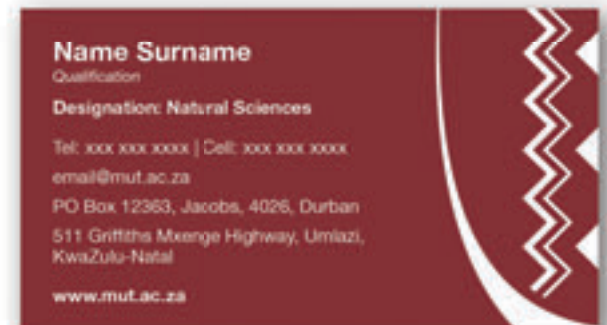 Name Surname
Qualification
Designation: Natural Sciences
Tel: xxx xxx xxxx | Cell: xxx xxx xxxx
email@mut.ac.za
PO Box 12363, Jacobs, 4026, Durban
511 Griffiths Mxenge Highway, Umlazi,
KwaZulu-Natal
www.mut.ac.za